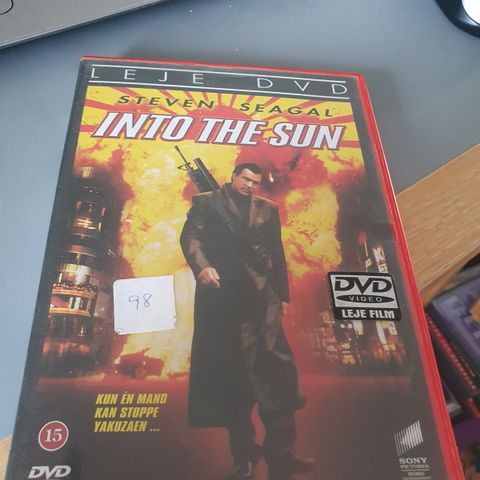 LEJE DVD
STEVEN SEAGAL
INTO THE SUN
98
DVD
VIDEO
LEJE FILM
KUN ÉN MAND
KAN STOPPE
YAKUZAEN ...
15
DVD
SONY
PICTURES
HOME